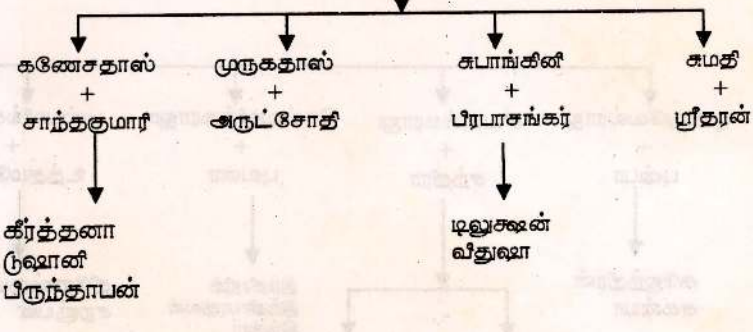 கணேசதாஸ் முருகதாஸ் சுபாங்கினி சுமதி
+ + + +
சாந்தகுமாரி அருட்சோதி பிரபாசங்கர் ஸ்ரீதரன்
கீர்த்தனா டிலுக்ஷன்
டுஷானி வீதுஷா
பிருந்தாபன்